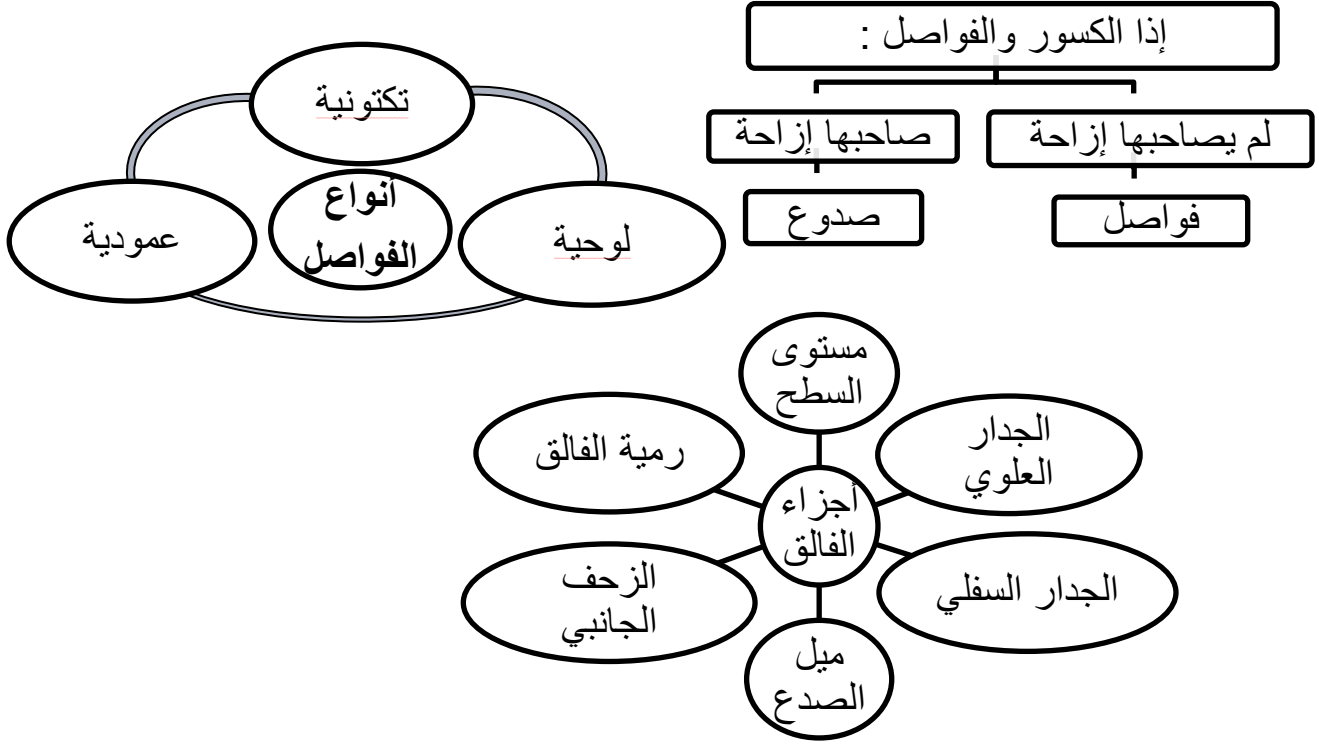 إذا الكسور والفواصل :
لم يصاحبها إزاحة
صاحبها إزاحة
فواصل
صدوع
تكتونية
أنواع
الفواصل
لوحية
عمودية
مستوى
السطح
الجدار
العلوي
رمية الفالق
أجزاء
الفالق
الجدار السفلي
الزحف
الجانبي
ميل
الصدع